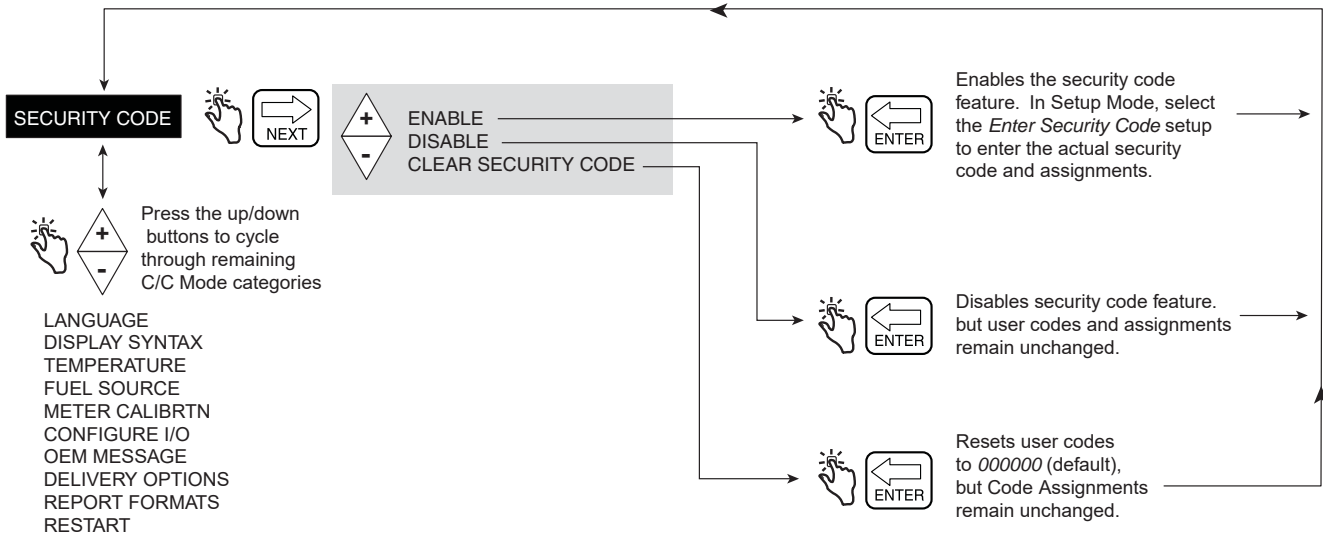 SECURITY CODE
NEXT
+
-
ENABLE
DISABLE
CLEAR SECURITY CODE
ENTER
Enables the security code
feature. In Setup Mode, select
the Enter Security Code setup
to enter the actual security
code and assignments.
+
-
Press the up/down
buttons to cycle
through remaining
C/C Mode categories
LANGUAGE
DISPLAY SYNTAX
TEMPERATURE
FUEL SOURCE
METER CALIBRTN
CONFIGURE I/O
OEM MESSAGE
DELIVERY OPTIONS
REPORT FORMATS
RESTART
ENTER
Disables security code feature.
but user codes and assignments
remain unchanged.
ENTER
Resets user codes
to 000000 (default),
but Code Assignments
remain unchanged.